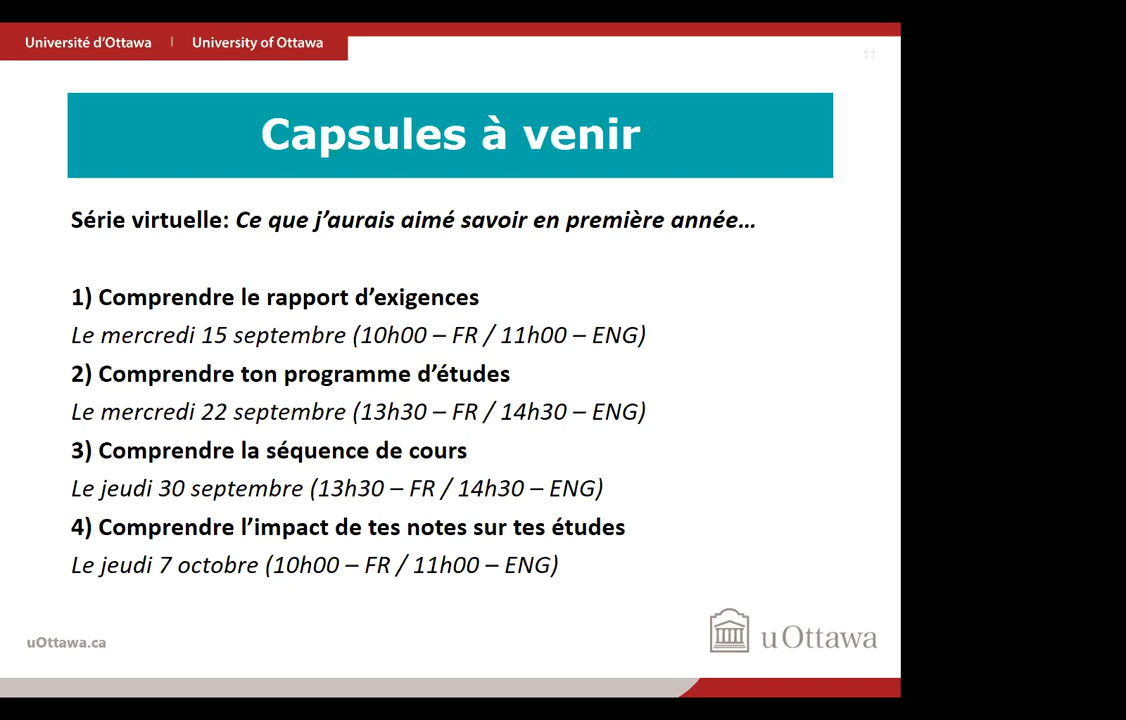 Université d'Ottawa | University of Ottawa
11
Capsules à venir
Série virtuelle: Ce que j’aurais aimé savoir en première année…
1) Comprendre le rapport d’exigences
Le mercredi 15 septembre (10h00 – FR / 11h00 – ENG)
2) Comprendre ton programme d’études
Le mercredi 22 septembre (13h30 – FR / 14h30 – ENG)
3) Comprendre la séquence de cours
Le jeudi 30 septembre (13h30 – FR / 14h30 – ENG)
4) Comprendre l’impact de tes notes sur tes études
Le jeudi 7 octobre (10h00 – FR / 11h00 – ENG)
uOttawa.ca
uOttawa